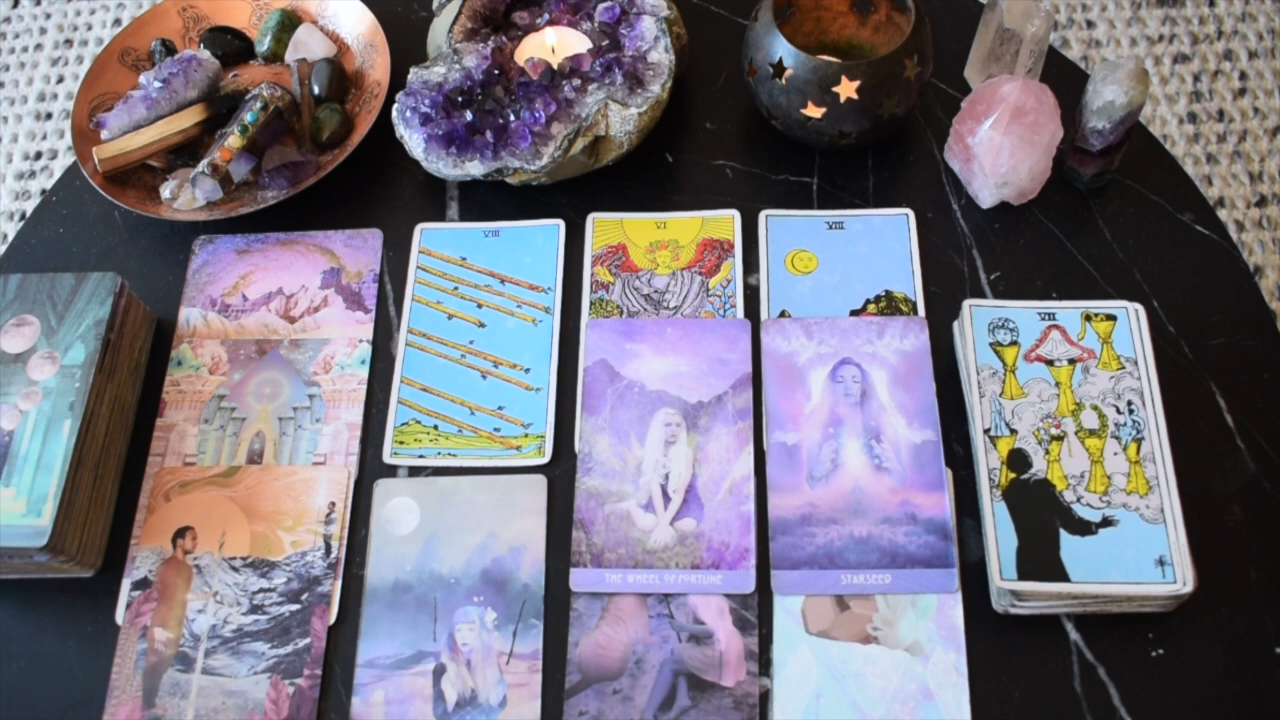 VIII
VI
VIII
VII
THE WHEEL OF FORTUNE
STARSEED